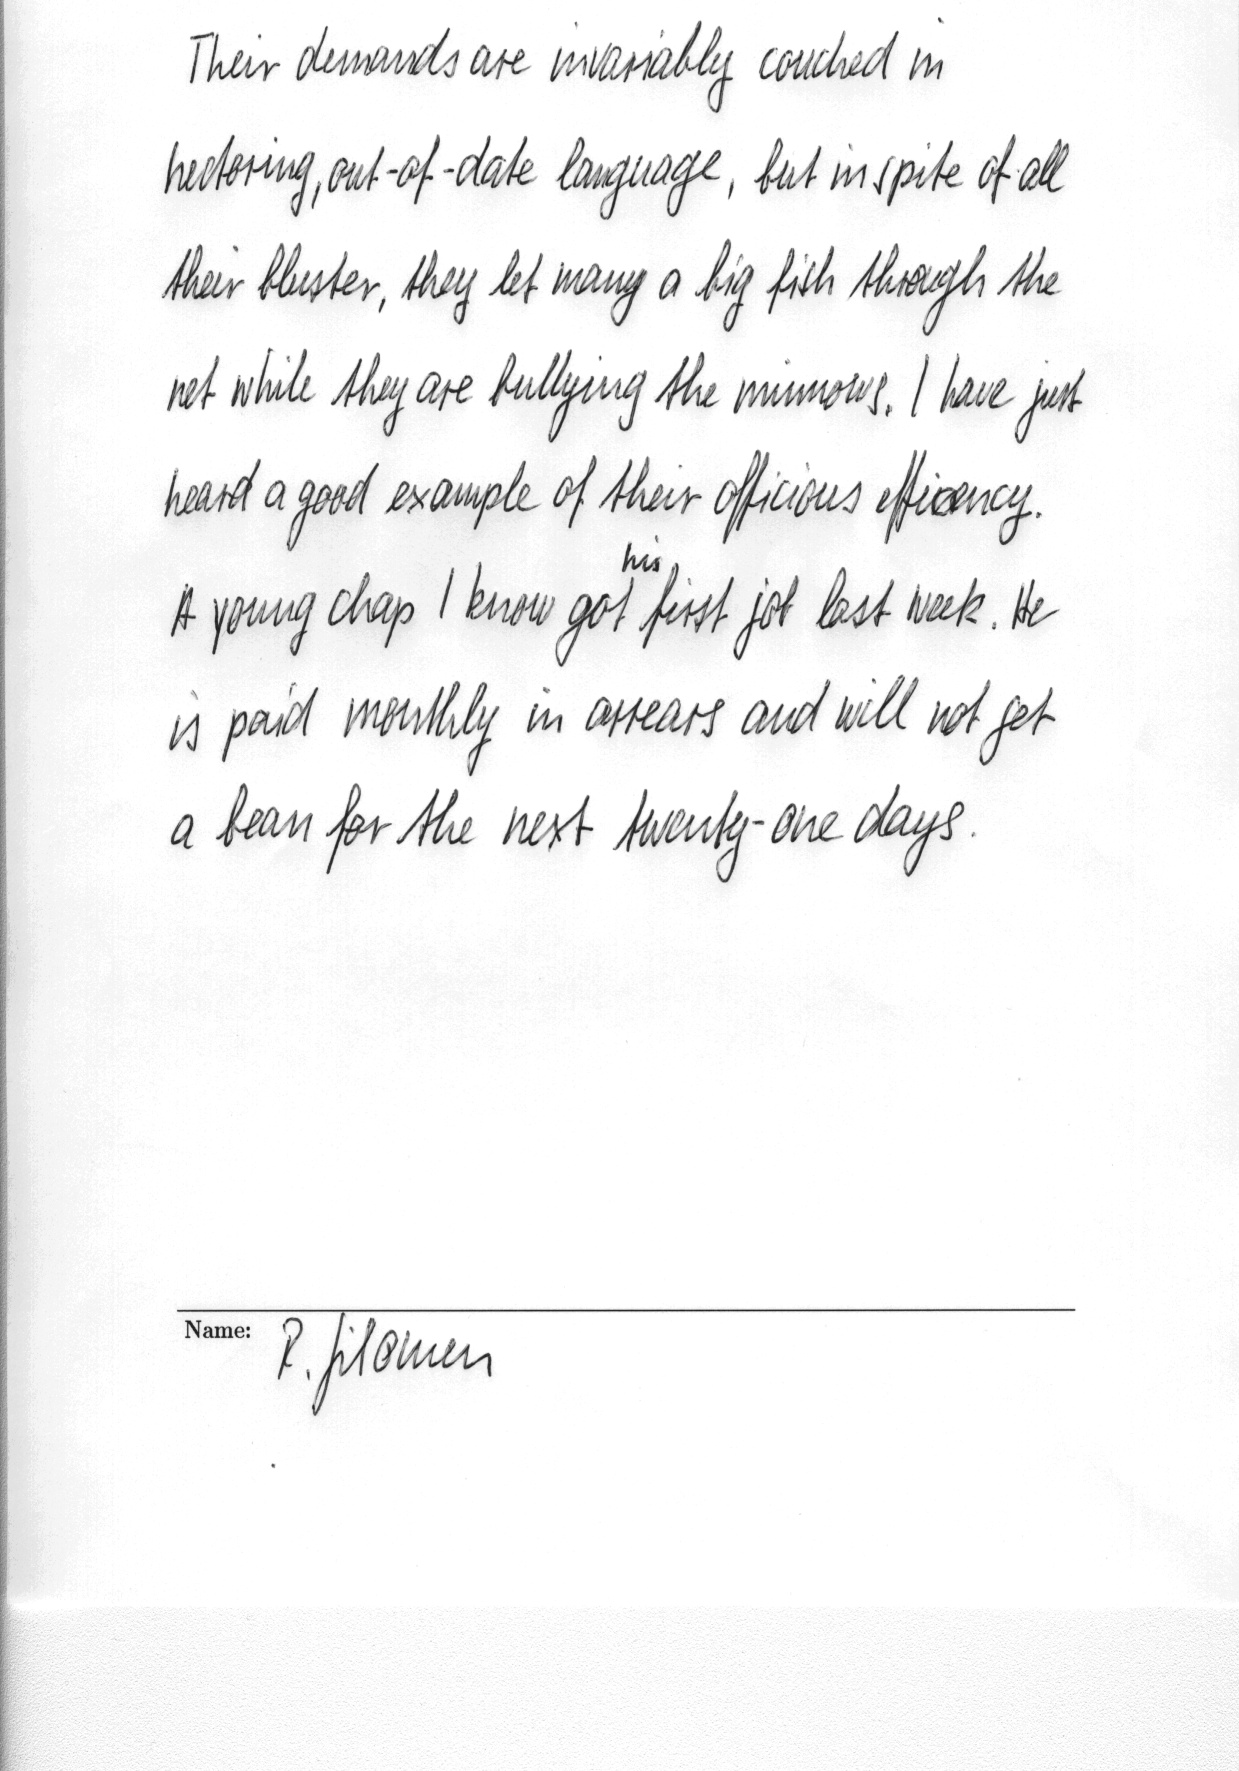 Their demands are invariably couched in
hectoring, out-of-date language, but in spite of all
their bluster, they let many a big fish through the
net while they are bullying the minnows. I have just
heard a good example of their officious efficency.
his
A young chap I know got first job last week. He
is paid monthly in arrears and will not get
a bean for the next twenty-one days.
Name: R.